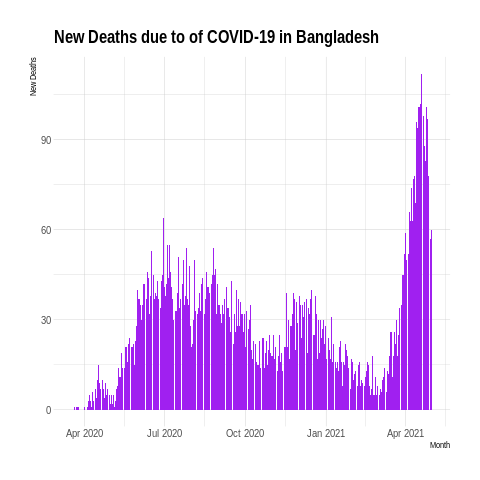 New Deaths due to of COVID-19 in Bangladesh
New Deaths
90
60
30
0
Apr 2020 Jul 2020 Oct 2020 Jan 2021 Apr 2021
Month